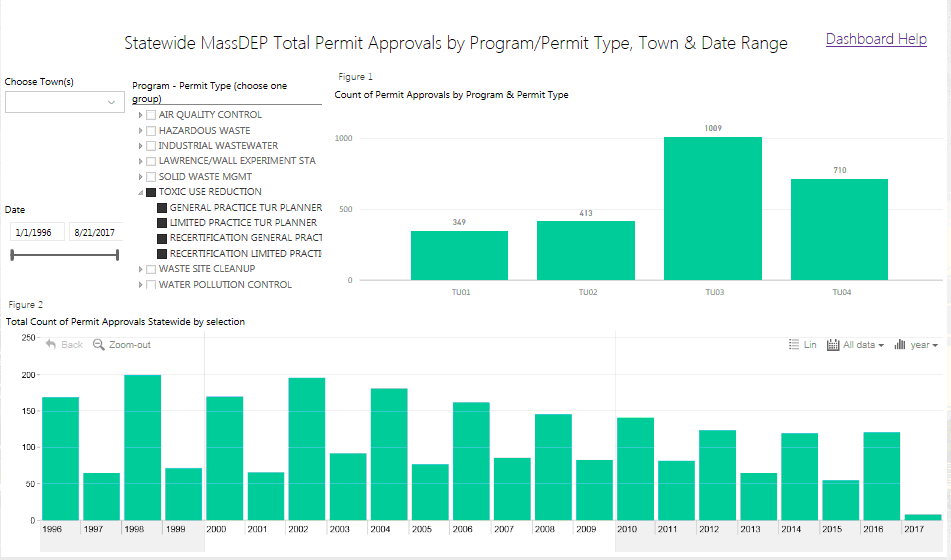 Statewide MassDEP Total Permit Approvals by Program/Permit Type, Town & Date Range
Dashboard Help
Choose Town(s)
Program - Permit Type (choose one
group)
AIR QUALITY CONTROL
HAZARDOUS WASTE
INDUSTRIAL WASTEWATER
LAWRENCE/WALL EXPERIMENT STA
SOLID WASTE MGMT
TOXIC USE REDUCTION
GENERAL PRACTICE TUR PLANNER
LIMITED PRACTICE TUR PLANNER
RECERTIFICATION GENERAL PRACT
RECERTIFICATION LIMITED PRACTI
WASTE SITE CLEANUP
WATER POLLUTION CONTROL
Date
1/1/1996 8/21/2017
Figure 1
Count of Permit Approvals by Program & Permit Type
1000
500
0
349
413
1009
710
TU01 TU02 TU03 TU04
Figure 2
Total Count of Permit Approvals Statewide by selection
Back Zoom-out Lin All data year
250
200
150
100
50
0
1996 1997 1998 1999 2000 2001 2002 2003 2004 2005 2006 2007 2008 2009 2010 2011 2012 2013 2014 2015 2016 2017